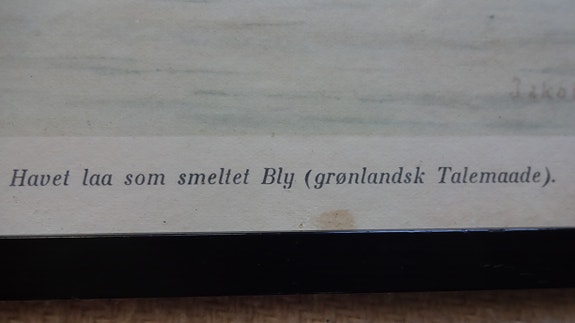 Havet laa som smeltet Bly (grønlandsk Talemaade).